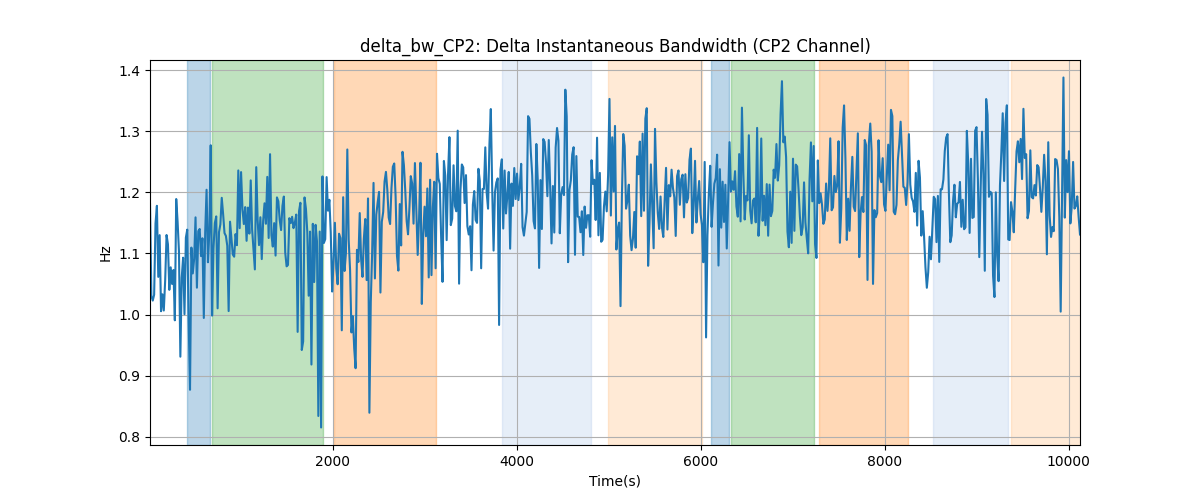 delta_bw_CP2: Delta Instantaneous Bandwidth (CP2 Channel)
1.4
1.3
1.2
1.1
1.0
0.9
0.8
Hz
2000 4000 6000 8000 10000
Time(s)